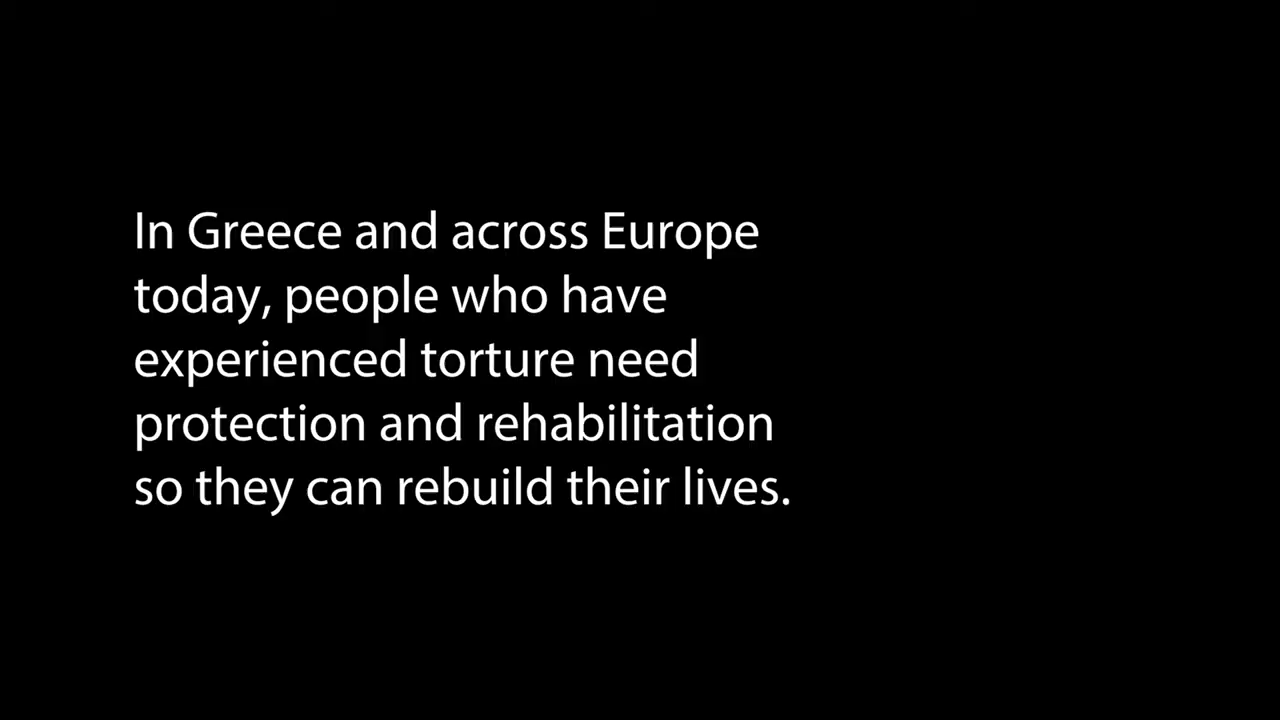 In Greece and across Europe
today, people who have
experienced torture need
protection and rehabilitation
so they can rebuild their lives.